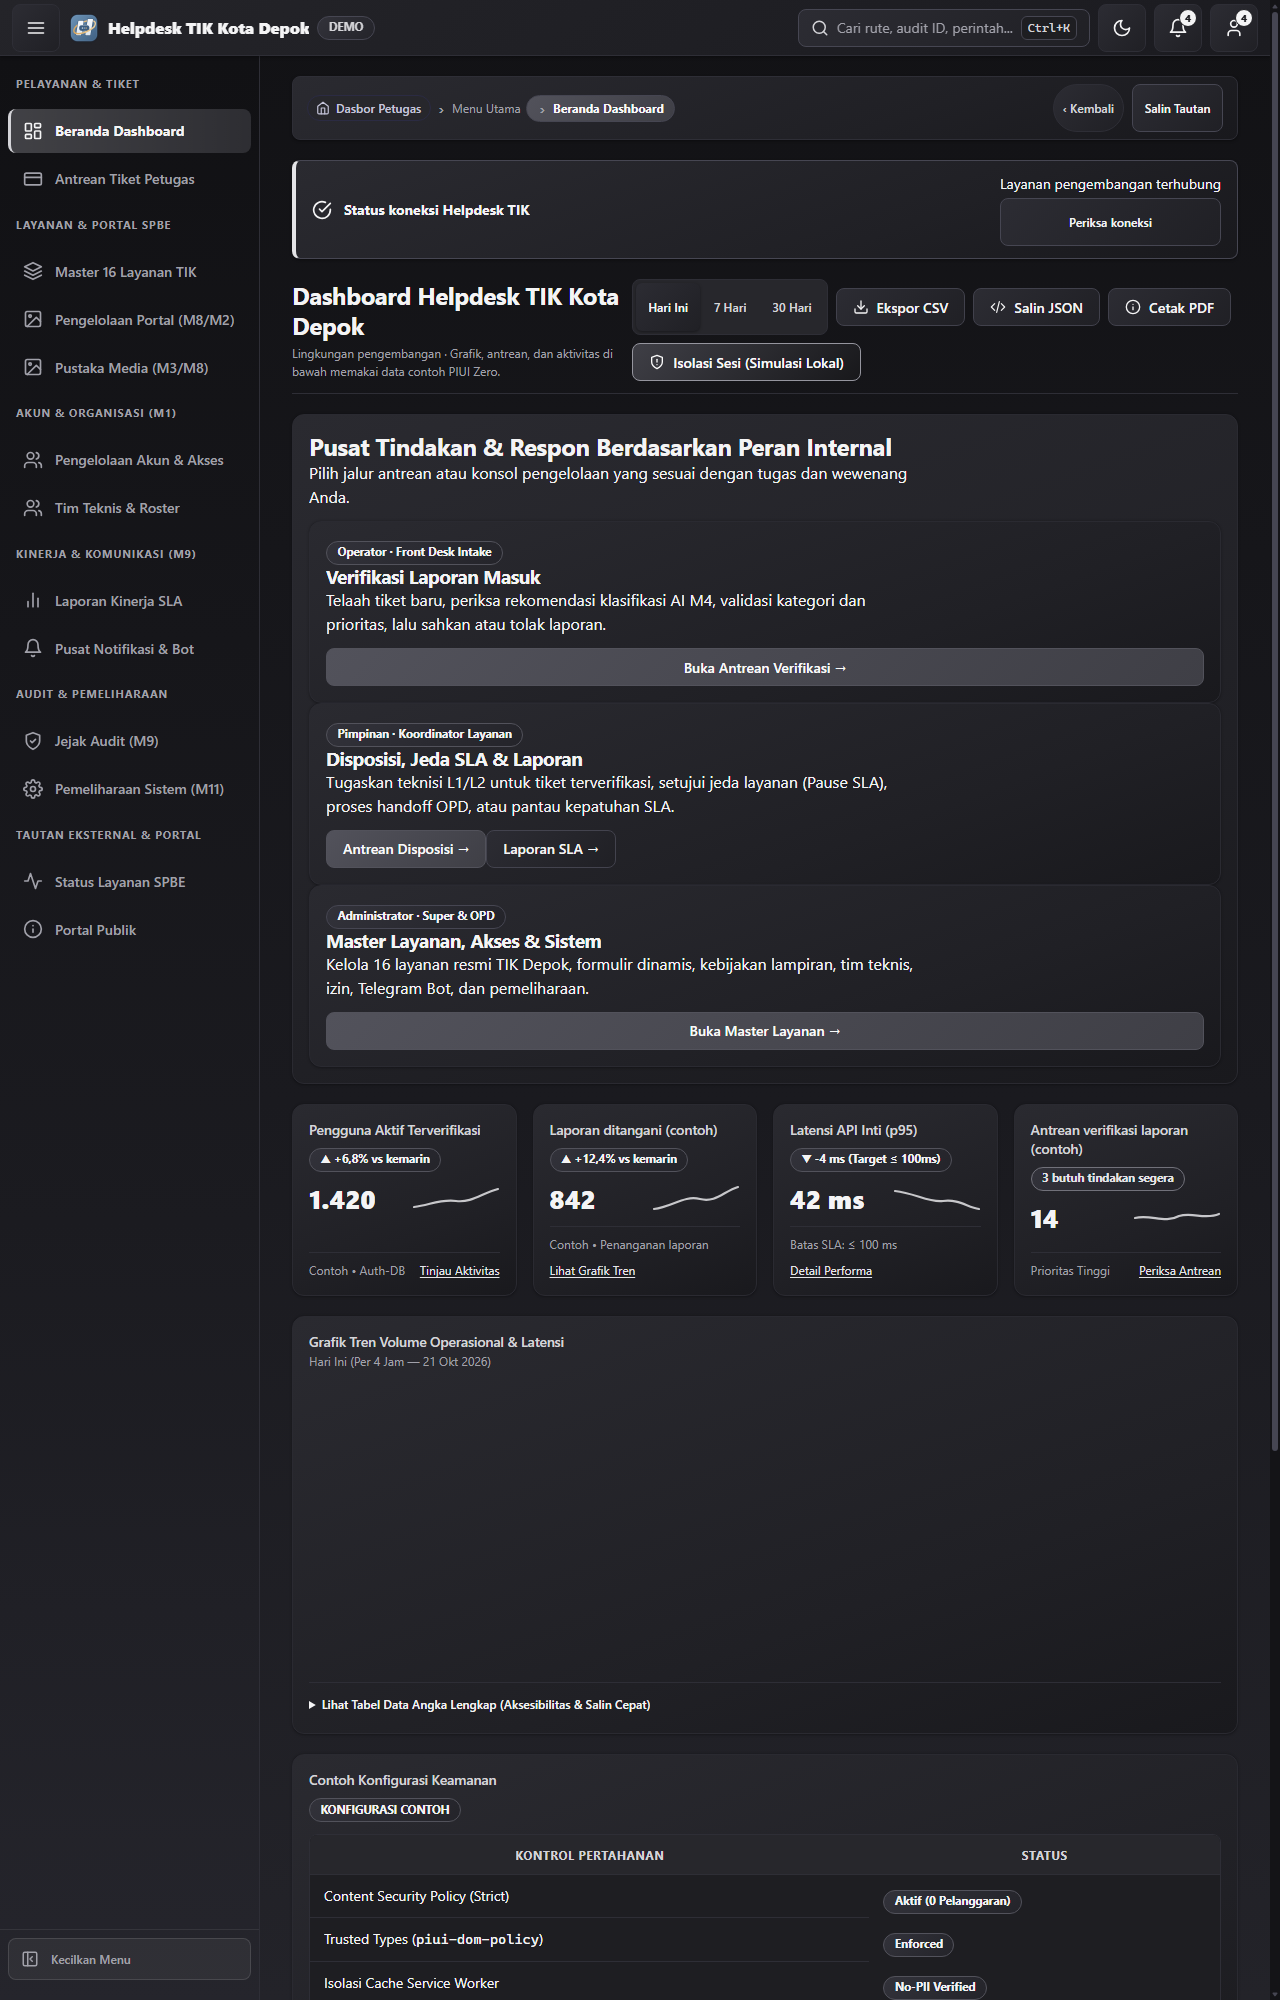 Helpdesk TIK Kota Depok DEMO
Cari rute, audit ID, perintah... Ctrl+K
4
4
PELAYANAN & TIKET
Beranda Dashboard
Antrean Tiket Petugas
LAYANAN & PORTAL SPBE
Master 16 Layanan TIK
Pengelolaan Portal (M8/M2)
Pustaka Media (M3/M8)
AKUN & ORGANISASI (M1)
Pengelolaan Akun & Akses
Tim Teknis & Roster
KINERJA & KOMUNIKASI (M9)
Laporan Kinerja SLA
Pusat Notifikasi & Bot
AUDIT & PEMELIHARAAN
Jejak Audit (M9)
Pemeliharaan Sistem (M11)
TAUTAN EKSTERNAL & PORTAL
Status Layanan SPBE
Portal Publik
Kecilkan Menu
Dasbor Petugas › Menu Utama › Beranda Dashboard
‹ Kembali
Salin Tautan
Status koneksi Helpdesk TIK
Layanan pengembangan terhubung
Periksa koneksi
Dashboard Helpdesk TIK Kota
Depok
Lingkungan pengembangan · Grafik, antrean, dan aktivitas di
bawah memakai data contoh PIUI Zero.
Hari Ini 7 Hari 30 Hari
Ekspor CSV
Salin JSON
Cetak PDF
Isolasi Sesi (Simulasi Lokal)
Pusat Tindakan & Respon Berdasarkan Peran Internal
Pilih jalur antrean atau konsol pengelolaan yang sesuai dengan tugas dan wewenang
Anda.
Operator · Front Desk Intake
Verifikasi Laporan Masuk
Telaah tiket baru, periksa rekomendasi klasifikasi AI M4, validasi kategori dan
prioritas, lalu sahkan atau tolak laporan.
Buka Antrean Verifikasi →
Pimpinan · Koordinator Layanan
Disposisi, Jeda SLA & Laporan
Tugaskan teknisi L1/L2 untuk tiket terverifikasi, setujui jeda layanan (Pause SLA),
proses handoff OPD, atau pantau kepatuhan SLA.
Antrean Disposisi →
Laporan SLA →
Administrator · Super & OPD
Master Layanan, Akses & Sistem
Kelola 16 layanan resmi TIK Depok, formulir dinamis, kebijakan lampiran, tim teknis,
izin, Telegram Bot, dan pemeliharaan.
Buka Master Layanan →
Pengguna Aktif Terverifikasi
▲ +6,8% vs kemarin
1.420
Contoh • Auth-DB Tinjau Aktivitas
Laporan ditangani (contoh)
▲ +12,4% vs kemarin
842
Contoh • Penanganan laporan
Lihat Grafik Tren
Latensi API Inti (p95)
▼ -4 ms (Target ≤ 100ms)
42 ms
Batas SLA: ≤ 100 ms
Detail Performa
Antrean verifikasi laporan
(contoh)
3 butuh tindakan segera
14
Prioritas Tinggi Periksa Antrean
Grafik Tren Volume Operasional & Latensi
Hari Ini (Per 4 Jam — 21 Okt 2026)
▶ Lihat Tabel Data Angka Lengkap (Aksesibilitas & Salin Cepat)
Contoh Konfigurasi Keamanan
KONFIGURASI CONTOH
KONTROL PERTAHANAN STATUS
Content Security Policy (Strict) Aktif (0 Pelanggaran)
Trusted Types (piui-dom-policy) Enforced
Isolasi Cache Service Worker No-PII Verified